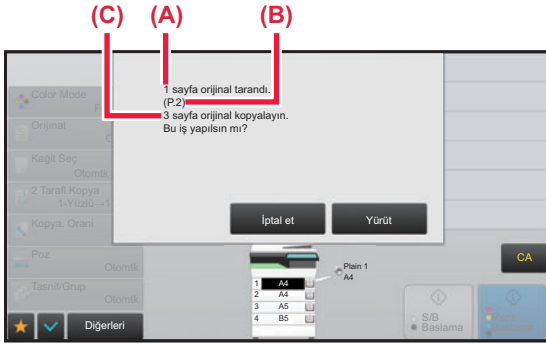 (C) (A) (B)
1 sayfa orijinal tarandı.
(P.2)
3 sayfa orijinal kopyalayın.
Bu iş yapılsın mı?
İptal et
Yürüt
Color Mode
Orijinal
Kağıt Seç
Otomtk
2 Taraflı Kopya
1-Yüzlü→1
Kopya. Oranı
Poz
Otomtk
Tasnif/Grup
Otomtk
Diğerleri
Plain 1
A4
1 A4
2 A4
3 A5
4 B5
CA
S/B
Baslama